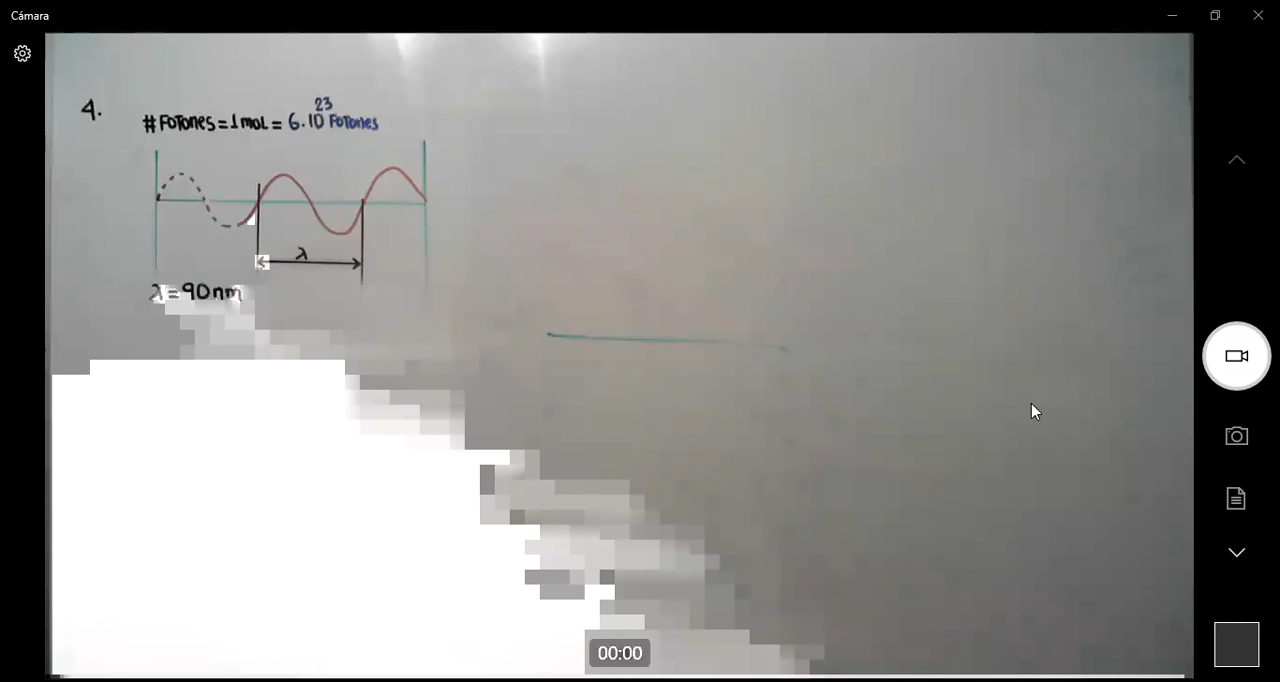 Cámara
4.
23
#FOTONES = 1 mol = 6.10 FOTONES
λ
λ = 90nm
00:00